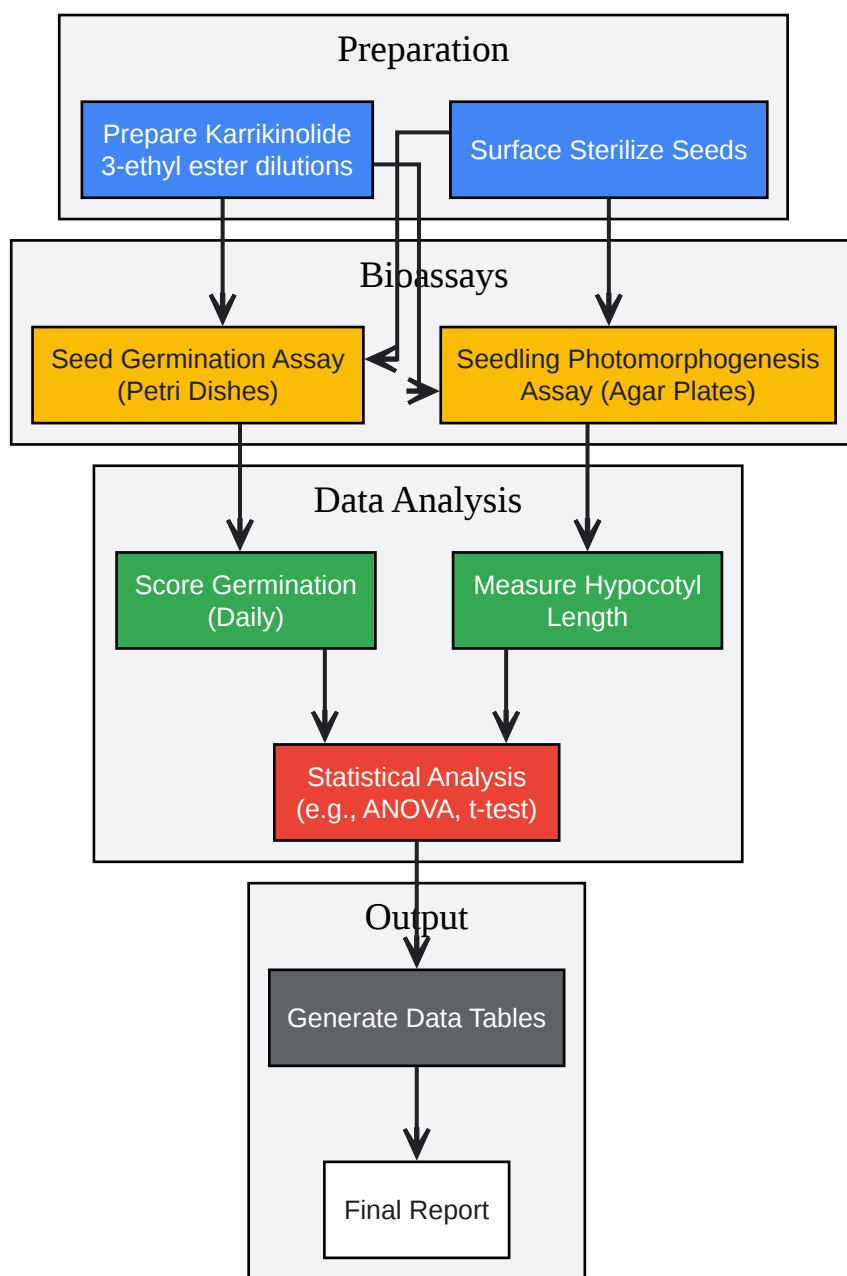 Preparation
Prepare Karrikinolide
3-ethyl ester dilutions
Surface Sterilize Seeds
Bioassays
Seed Germination Assay
(Petri Dishes)
Seedling Photomorphogenesis
Assay (Agar Plates)
Data Analysis
Score Germination
(Daily)
Measure Hypocotyl
Length
Statistical Analysis
(e.g., ANOVA, t-test)
Output
Generate Data Tables
Final Report